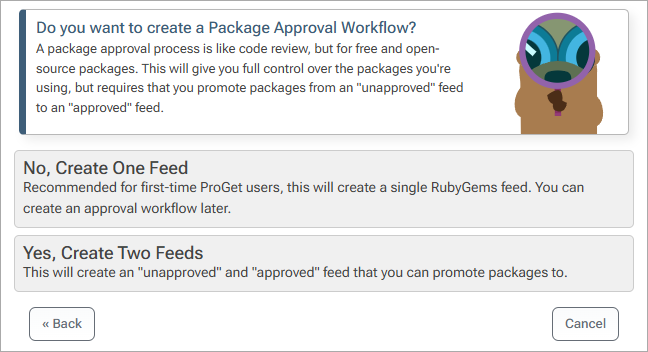 Do you want to create a Package Approval Workflow?
A package approval process is like code review, but for free and open-
source packages. This will give you full control over the packages you're
using, but requires that you promote packages from an "unapproved" feed
to an "approved" feed.
No, Create One Feed
Recommended for first-time ProGet users, this will create a single RubyGems feed. You can
create an approval workflow later.
Yes, Create Two Feeds
This will create an "unapproved" and "approved" feed that you can promote packages to.
« Back
Cancel